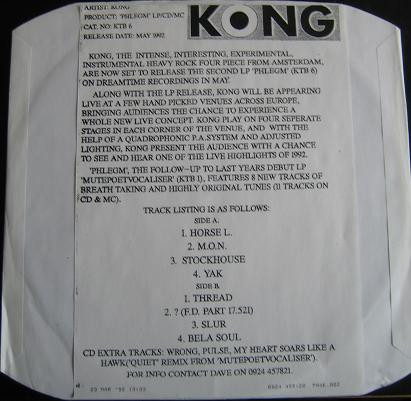 ARTIST: KONG
KONG
PRODUCT: 'PHLEGM' LP/CD/MC
CAT. NO: KTB 6
RELEASE DATE: MAY 1992
KONG, THE INTENSE, INTERESTING, EXPERIMENTAL,
INSTRUMENTAL HEAVY ROCK FOUR PIECE FROM AMSTERDAM,
ARE NOW SET TO RELEASE THE SECOND LP 'PHLEGM' (KTB 6)
ON DREAMTIME RECORDINGS IN MAY.
ALONG WITH THE LP RELEASE, KONG WILL BE APPEARING
LIVE AT A FEW HAND PICKED VENUES ACROSS EUROPE,
BRINGING AUDIENCES THE CHANCE TO EXPERIENCE A
WHOLE NEW LIVE CONCEPT. KONG PLAY ON FOUR SEPERATE
STAGES IN EACH CORNER OF THE VENUE, AND WITH THE
HELP OF A QUADROPHONIC P.A.SYSTEM AND ADJUSTED
LIGHTING, KONG PRESENT THE AUDIENCE WITH A CHANCE
TO SEE AND HEAR ONE OF THE LIVE HIGHLIGHTS OF 1992.
'PHLEGM', THE FOLLOW-UP TO LAST YEARS DEBUT LP
'MUTEPOETVOCALISER' (KTB 1), FEATURES 8 NEW TRACKS OF
BREATH TAKING AND HIGHLY ORIGINAL TUNES (11 TRACKS ON
CD & MC).
TRACK LISTING IS AS FOLLOWS:
SIDE A.
1. HORSE L.
2. M.O.N.
3. STOCKHOUSE
4. YAK
SIDE B.
1. THREAD
2. ? (F.D. PART 17.521)
3. SLUR
4. BELA SOUL
CD EXTRA TRACKS: WRONG, PULSE, MY HEART SOARS LIKE A
HAWK('QUIET' REMIX FROM 'MUTEPOETVOCALISER').
FOR INFO CONTACT DAVE ON 0924 457821.
MAR '92
0924 PAGE.002